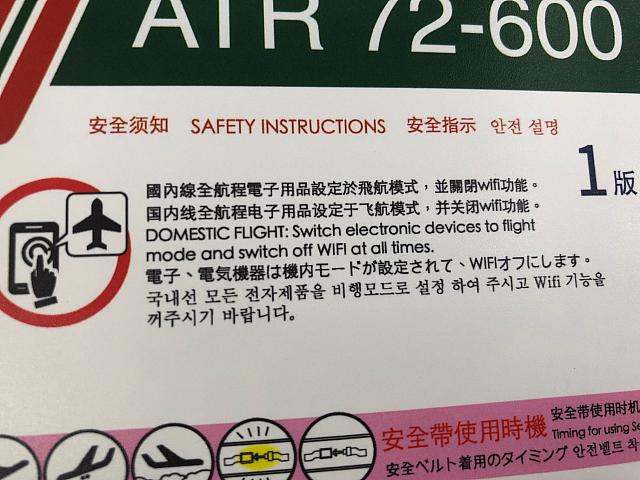 ATR 72-600
安全须知 SAFETY INSTRUCTIONS 安全指示 안전 설명
1版
國內線全航程電子用品設定於飛航模式，並關閉wifi功能。
国内线全航程电子用品设定于飞航模式，并关闭wifi功能。
DOMESTIC FLIGHT: Switch electronic devices to flight
mode and switch off WIFI at all times.
電子、電気機器は機内モードが設定されて、WIFIオフにします。
국내선 모든 전자제품을 비행모드로 설정 하여 주시고 Wifi 기능을
꺼주시기 바랍니다。
安全帶使用時機 安全带使用时机
Timing for using Se
安全ベルト着用のタイミング 안전벨트 착